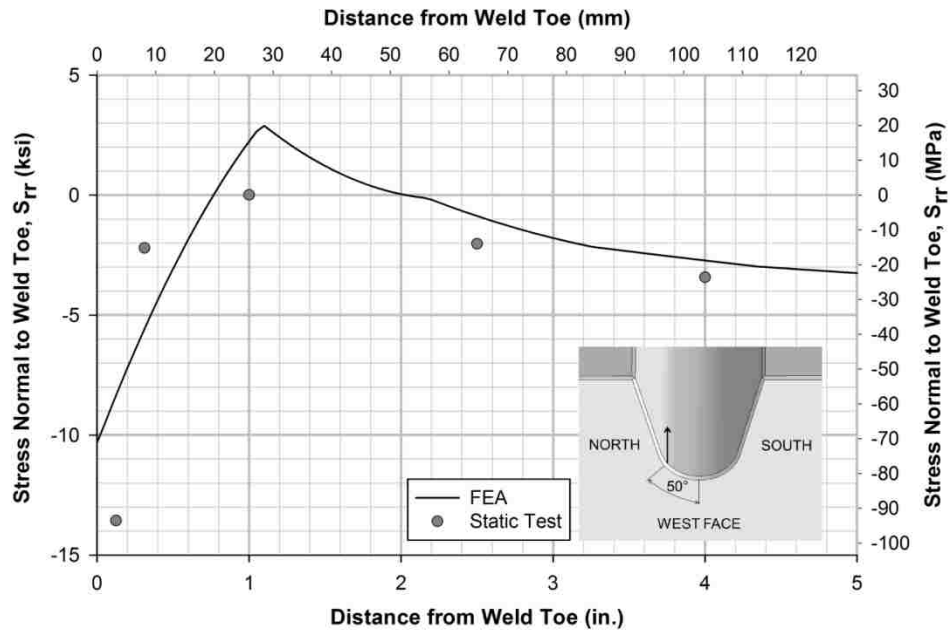 Distance from Weld Toe (mm)
0 10 20 30 40 50 60 70 80 90 100 110 120
Stress Normal to Weld Toe, Srr (ksi)
5
0
-5
-10
-15
Stress Normal to Weld Toe, Srr (MPa)
30
20
10
0
-10
-20
-30
-40
-50
-60
-70
-80
-90
-100
NORTH SOUTH
50°
WEST FACE
FEA
Static Test
0 1 2 3 4 5
Distance from Weld Toe (in.)